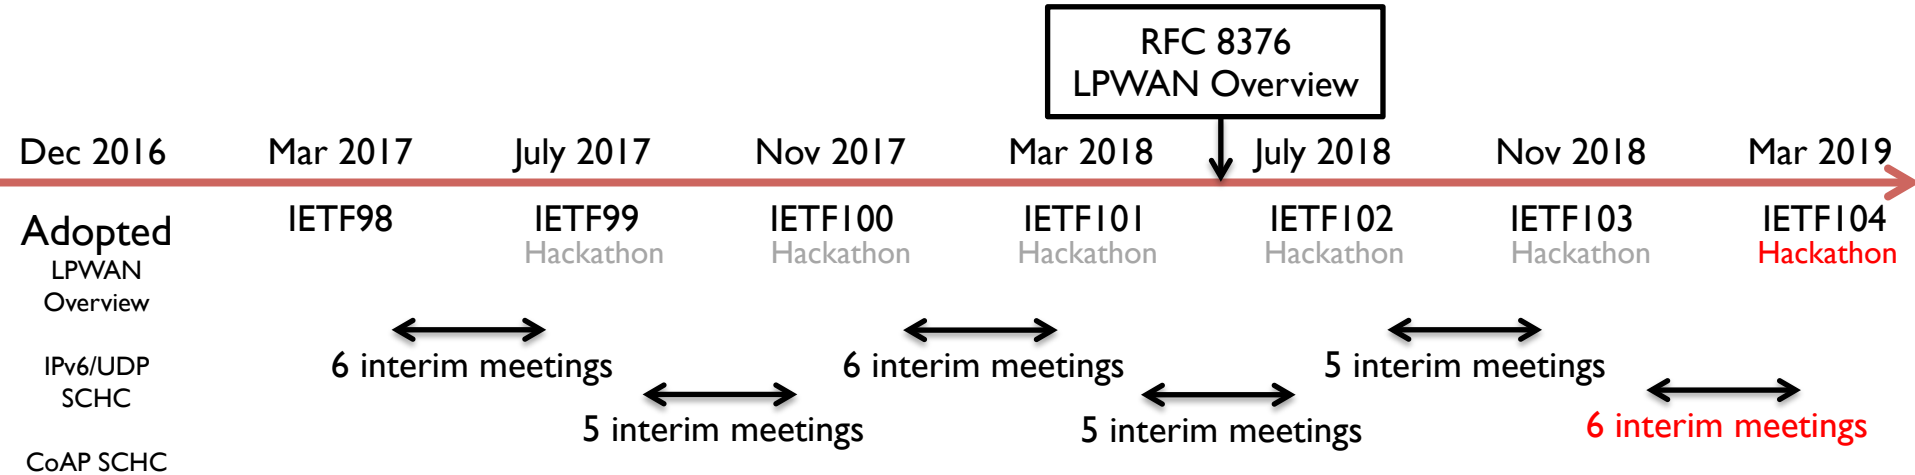 RFC 8376
LPWAN Overview
Dec 2016 Mar 2017 July 2017 Nov 2017 Mar 2018 July 2018 Nov 2018 Mar 2019
Adopted IETF98 IETF99 IETF100 IETF101 IETF102 IETF103 IETF104
Hackathon Hackathon Hackathon Hackathon Hackathon Hackathon
LPWAN
Overview
IPv6/UDP
SCHC
6 interim meetings 6 interim meetings 5 interim meetings
5 interim meetings 5 interim meetings 6 interim meetings
CoAP SCHC